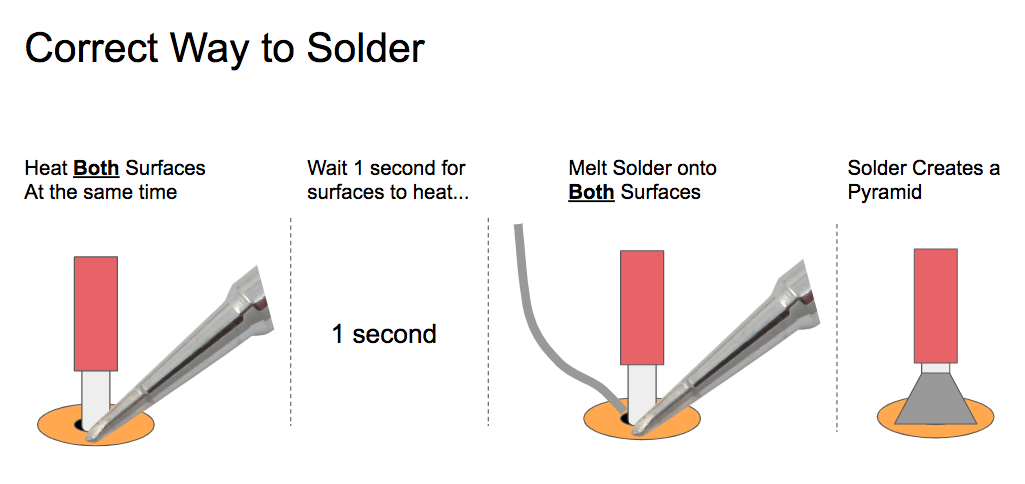 Correct Way to Solder
Heat Both Surfaces
At the same time
Wait 1 second for
surfaces to heat...
1 second
Melt Solder onto
Both Surfaces
Solder Creates a
Pyramid